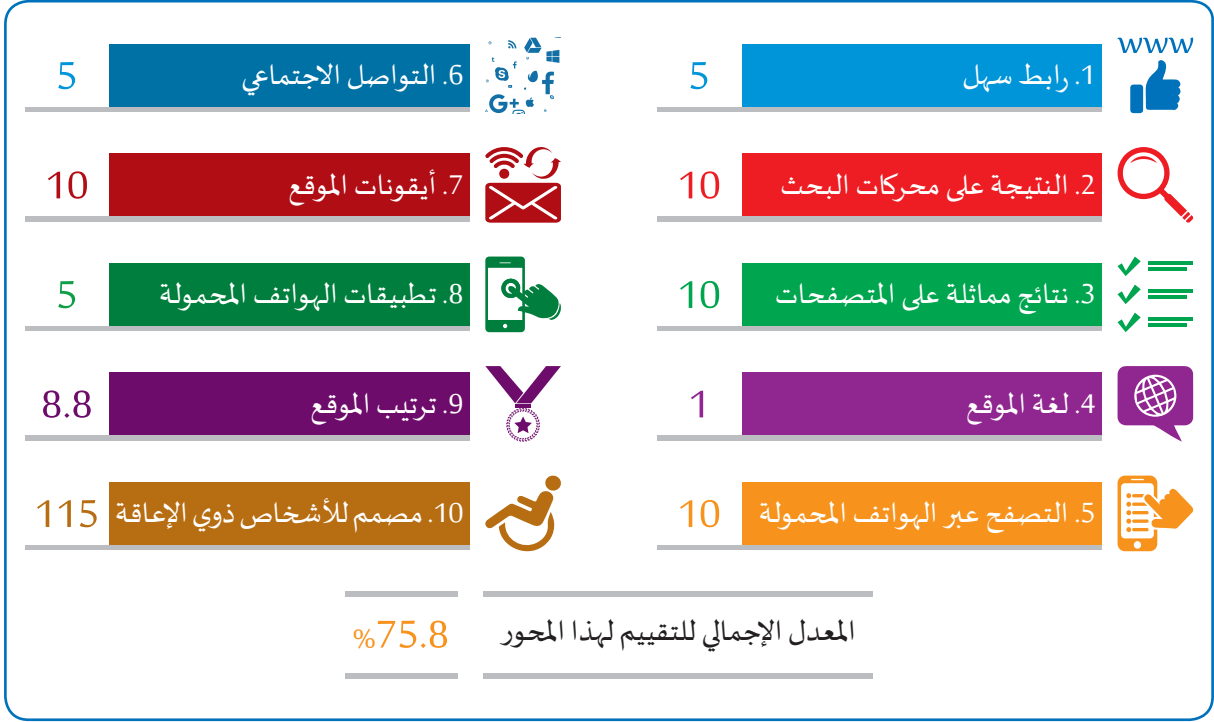 www
1. رابط سهل 5
2. النتيجة على محركات البحث 10
3. نتائج مماثلة على المتصفحات 10
4. لغة الموقع 1
5. التصفح عبر الهواتف المحمولة 10
6. التواصل الاجتماعي 5
7. أيقونات الموقع 10
8. تطبيقات الهواتف المحمولة 5
9. ترتيب الموقع 8.8
10. مصمم للأشخاص ذوي الإعاقة 115
المعدل الإجمالي للتقييم لهذا المحور %75.8